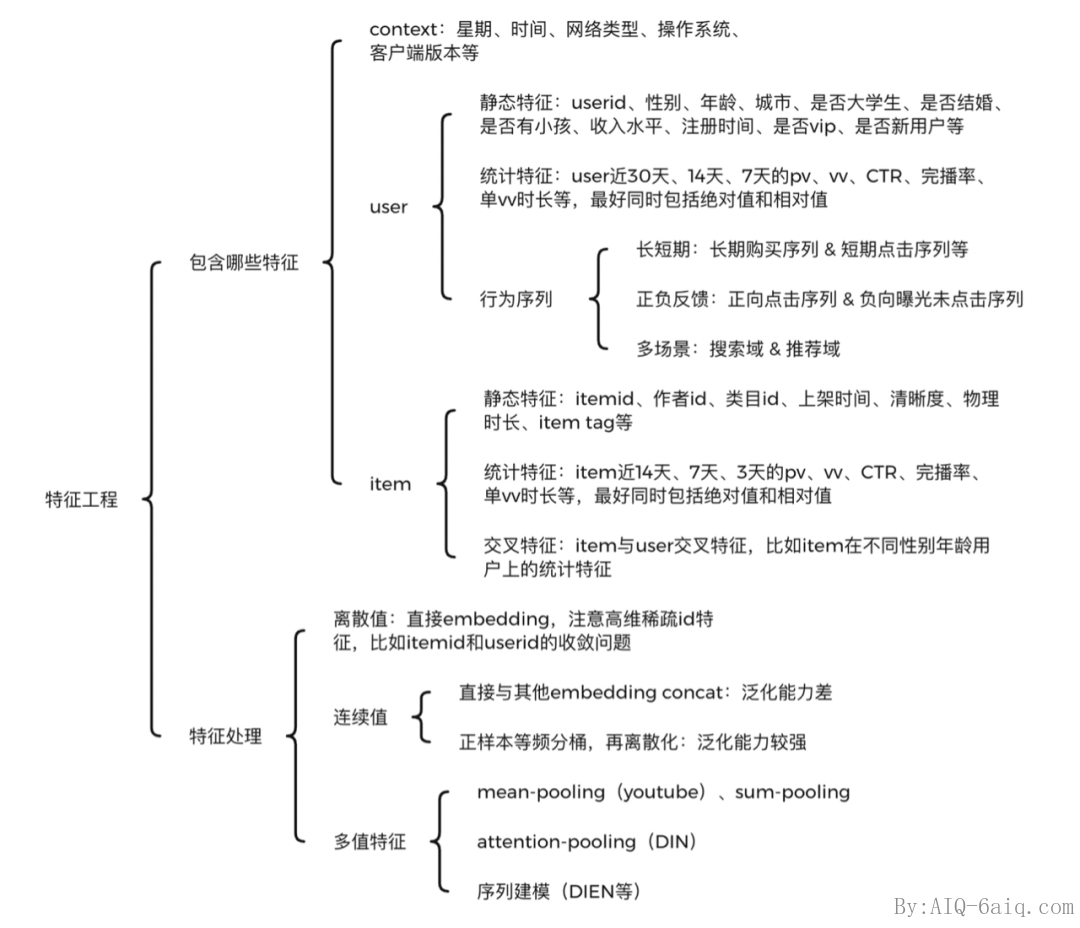 context：星期、时间、网络类型、操作系统、
客户端版本等
静态特征：userid、性别、年龄、城市、是否大学生、是否结婚、
是否有小孩、收入水平、注册时间、是否vip、是否新用户等
统计特征：user近30天、14天、7天的pv、vv、CTR、完播率、
单vv时长等，最好同时包括绝对值和相对值
user
长短期：长期购买序列 & 短期点击序列等
包含哪些特征
行为序列
正负反馈：正向点击序列 & 负向曝光未点击序列
多场景：搜索域 & 推荐域
静态特征：itemid、作者id、类目id、上架时间、清晰度、物理
时长、item tag等
统计特征：item近14天、7天、3天的pv、vv、CTR、完播率、
单vv时长等，最好同时包括绝对值和相对值
item
特征工程
交叉特征：item与user交叉特征，比如item在不同性别年龄用
户上的统计特征
离散值：直接embedding，注意高维稀疏id特
征，比如itemid和userid的收敛问题
直接与其他embedding concat：泛化能力差
连续值
特征处理
正样本等频分桶，再离散化：泛化能力较强
mean-pooling（youtube）、sum-pooling
多值特征
attention-pooling（DIN）
序列建模（DIEN等）
By:AIQ-6aiq.com